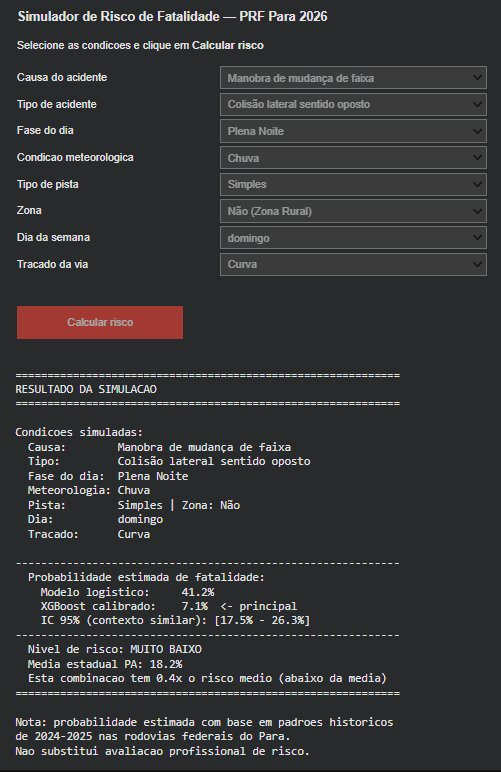 Simulador de Risco de Fatalidade — PRF Para 2026
Selecione as condicoes e clique em Calcular risco
Causa do acidente Manobra de mudança de faixa
Tipo de acidente Colisão lateral sentido oposto
Fase do dia Plena Noite
Condicao meteorologica Chuva
Tipo de pista Simples
Zona Não (Zona Rural)
Dia da semana domingo
Tracado da via Curva
Calcular risco
============================================================
RESULTADO DA SIMULACAO
============================================================
Condicoes simuladas:
Causa: Manobra de mudança de faixa
Tipo: Colisão lateral sentido oposto
Fase do dia: Plena Noite
Meteorologia: Chuva
Pista: Simples | Zona: Não
Dia: domingo
Tracado: Curva
------------------------------------------------------------
Probabilidade estimada de fatalidade:
Modelo logistico: 41.2%
XGBoost calibrado: 7.1% <- principal
IC 95% (contexto similar): [17.5% - 26.3%]
------------------------------------------------------------
Nivel de risco: MUITO BAIXO
Media estadual PA: 18.2%
Esta combinacao tem 0.4x o risco medio (abaixo da media)
============================================================
Nota: probabilidade estimada com base em padroes historicos
de 2024-2025 nas rodovias federais do Para.
Nao substitui avaliacao profissional de risco.